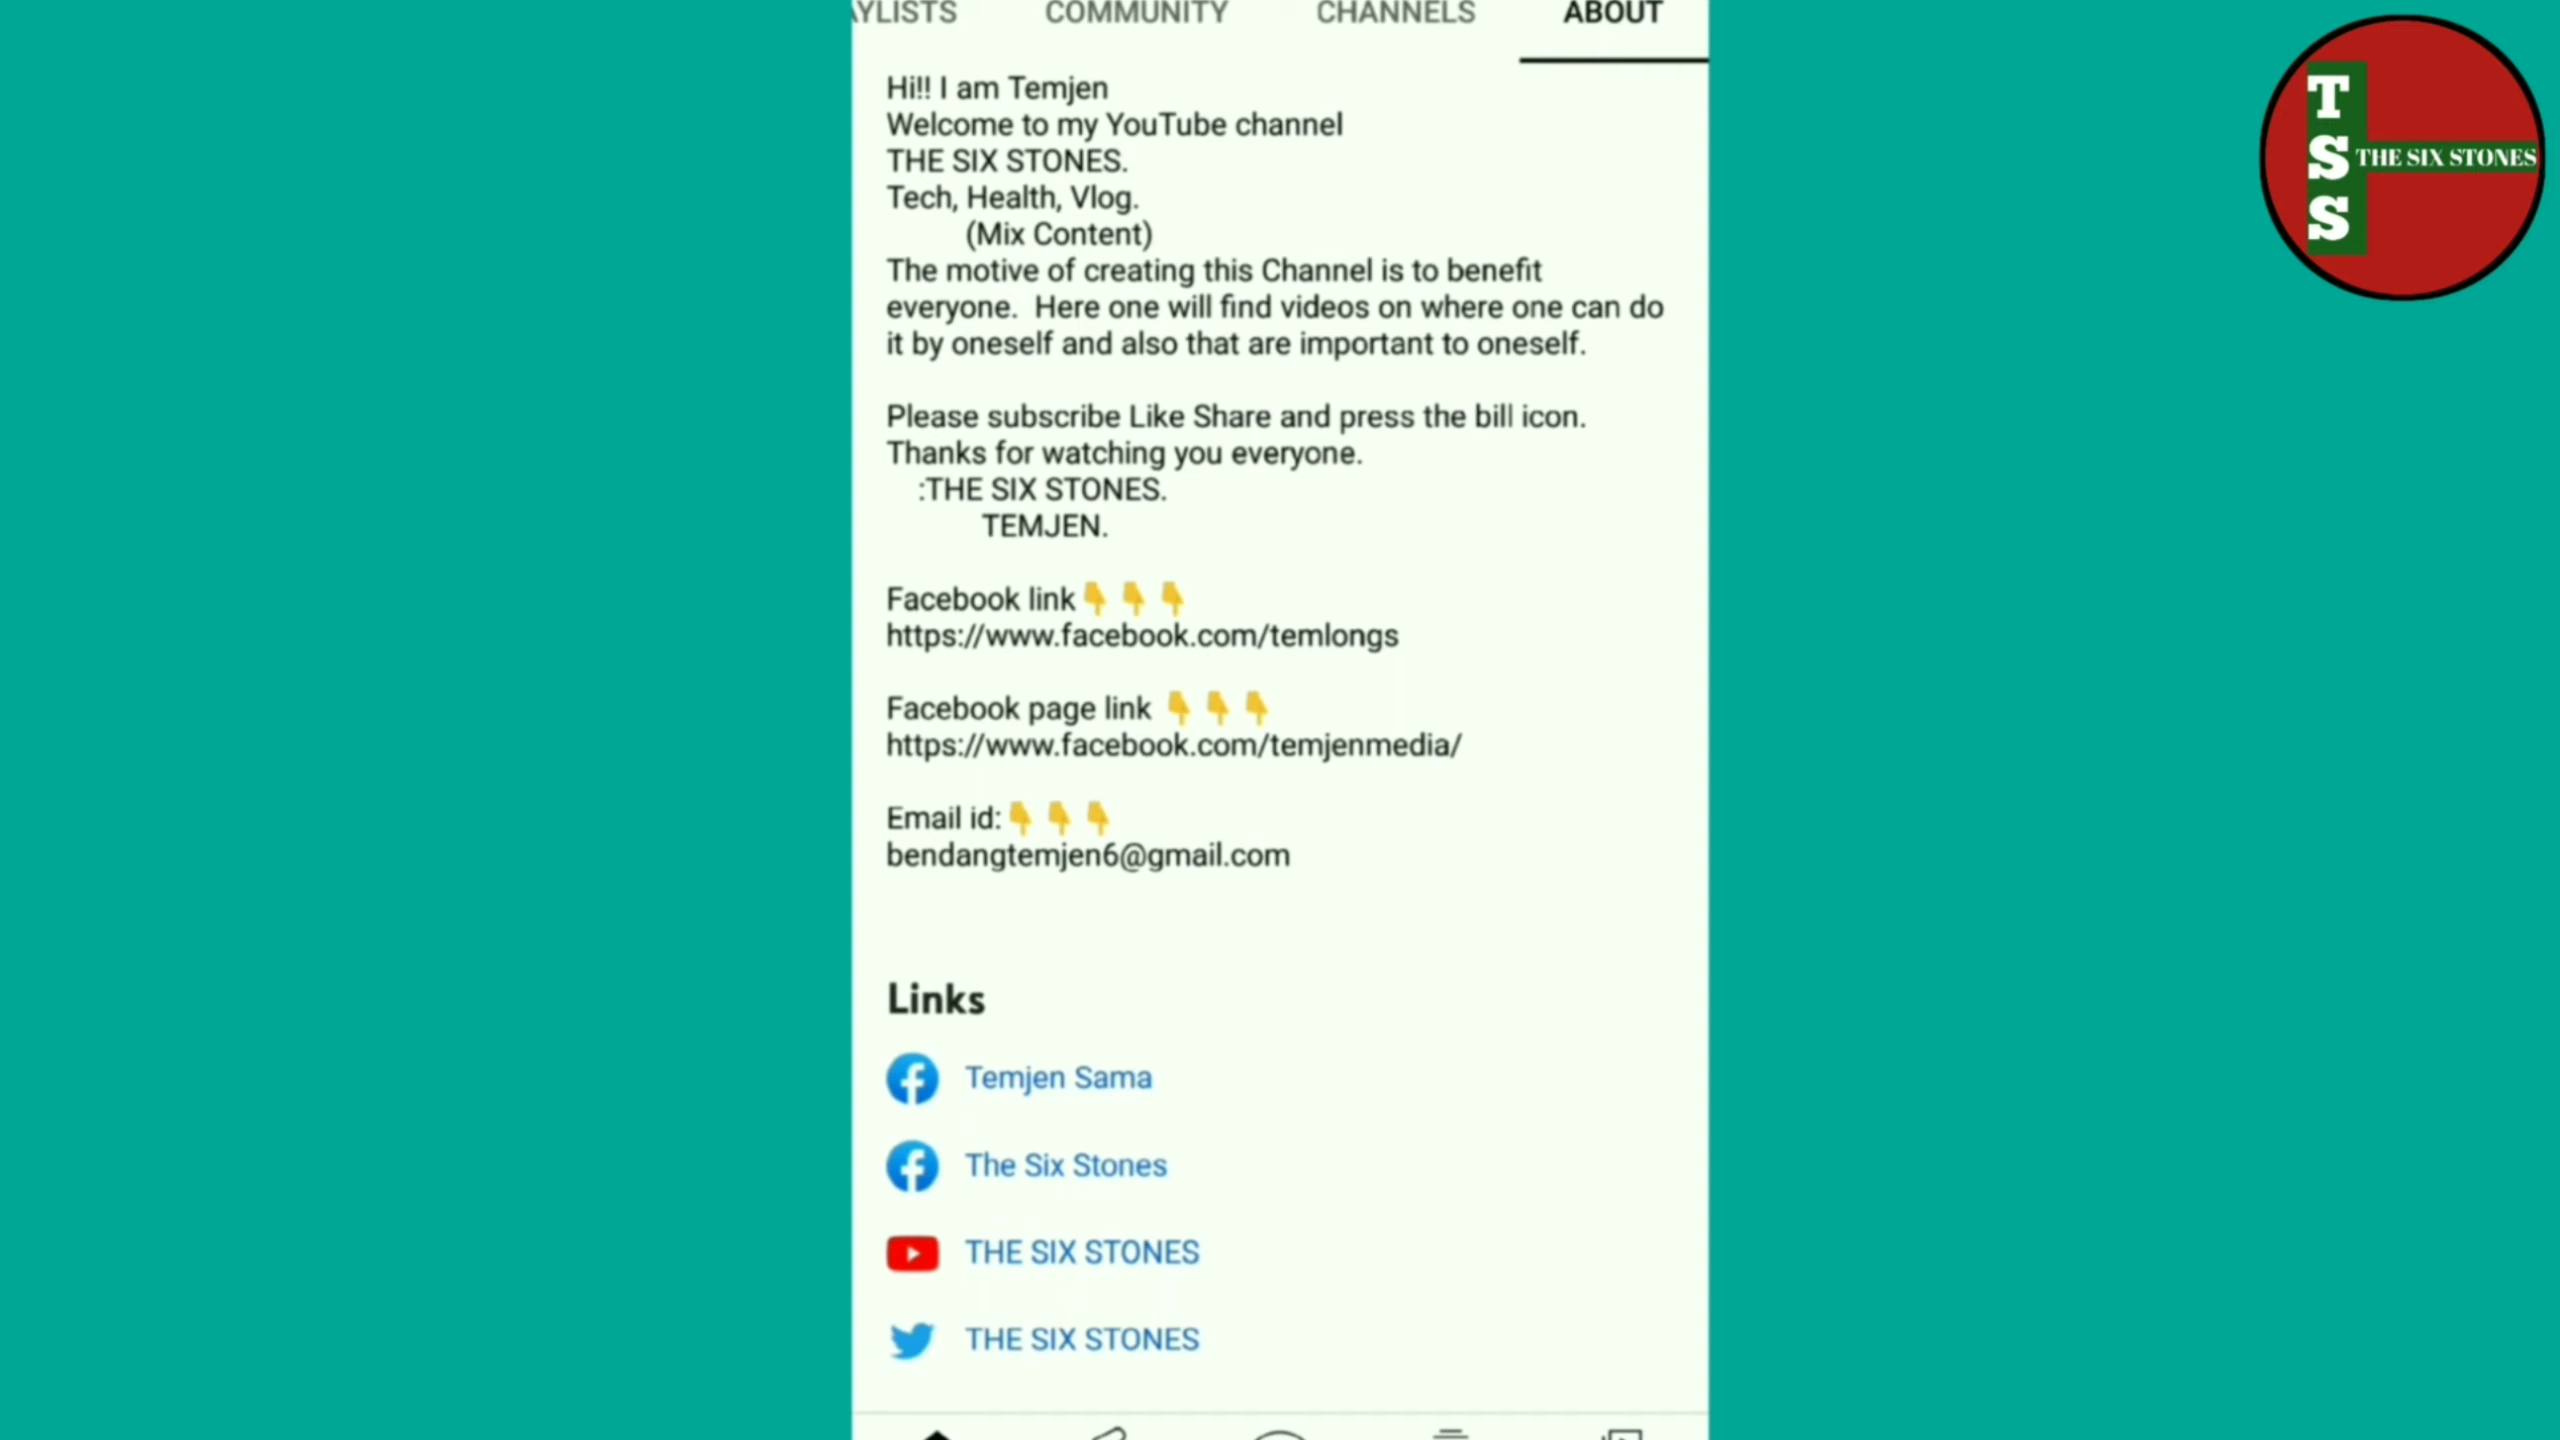 YLISTS COMMUNITY CHANNELS ABOUT
Hi!! I am Temjen
Welcome to my YouTube channel
THE SIX STONES.
Tech, Health, Vlog.
(Mix Content)
The motive of creating this Channel is to benefit
everyone. Here one will find videos on where one can do
it by oneself and also that are important to oneself.
Please subscribe Like Share and press the bill icon.
Thanks for watching you everyone.
:THE SIX STONES.
TEMJEN.
Facebook link👇👇👇
https://www.facebook.com/temlongs
Facebook page link 👇👇👇
https://www.facebook.com/temjenmedia/
Email id:👇👇👇
bendangtemjen6@gmail.com
Links
Temjen Sama
The Six Stones
THE SIX STONES
THE SIX STONES
TSS
THE SIX STONES